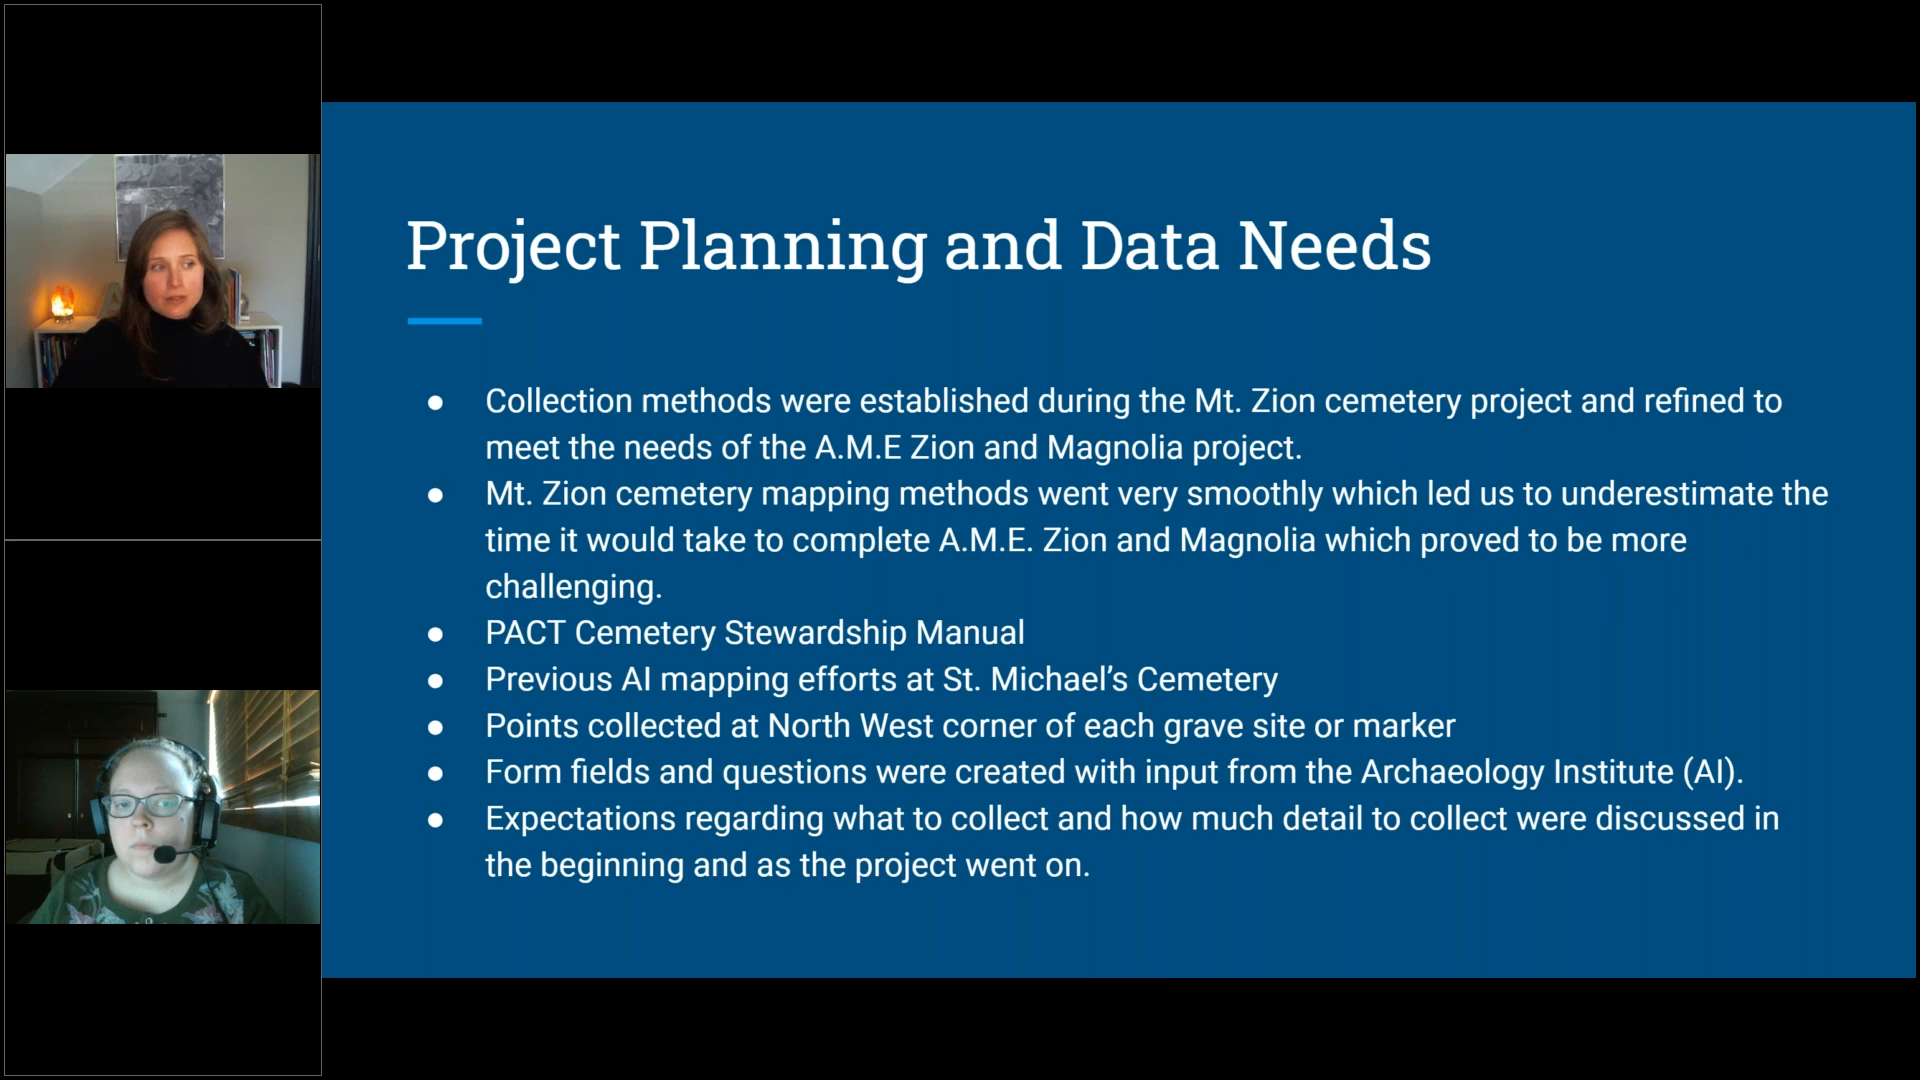 Project Planning and Data Needs
● Collection methods were established during the Mt. Zion cemetery project and refined to
meet the needs of the A.M.E Zion and Magnolia project.
● Mt. Zion cemetery mapping methods went very smoothly which led us to underestimate the
time it would take to complete A.M.E. Zion and Magnolia which proved to be more
challenging.
● PACT Cemetery Stewardship Manual
● Previous AI mapping efforts at St. Michael’s Cemetery
● Points collected at North West corner of each grave site or marker
● Form fields and questions were created with input from the Archaeology Institute (AI).
● Expectations regarding what to collect and how much detail to collect were discussed in
the beginning and as the project went on.